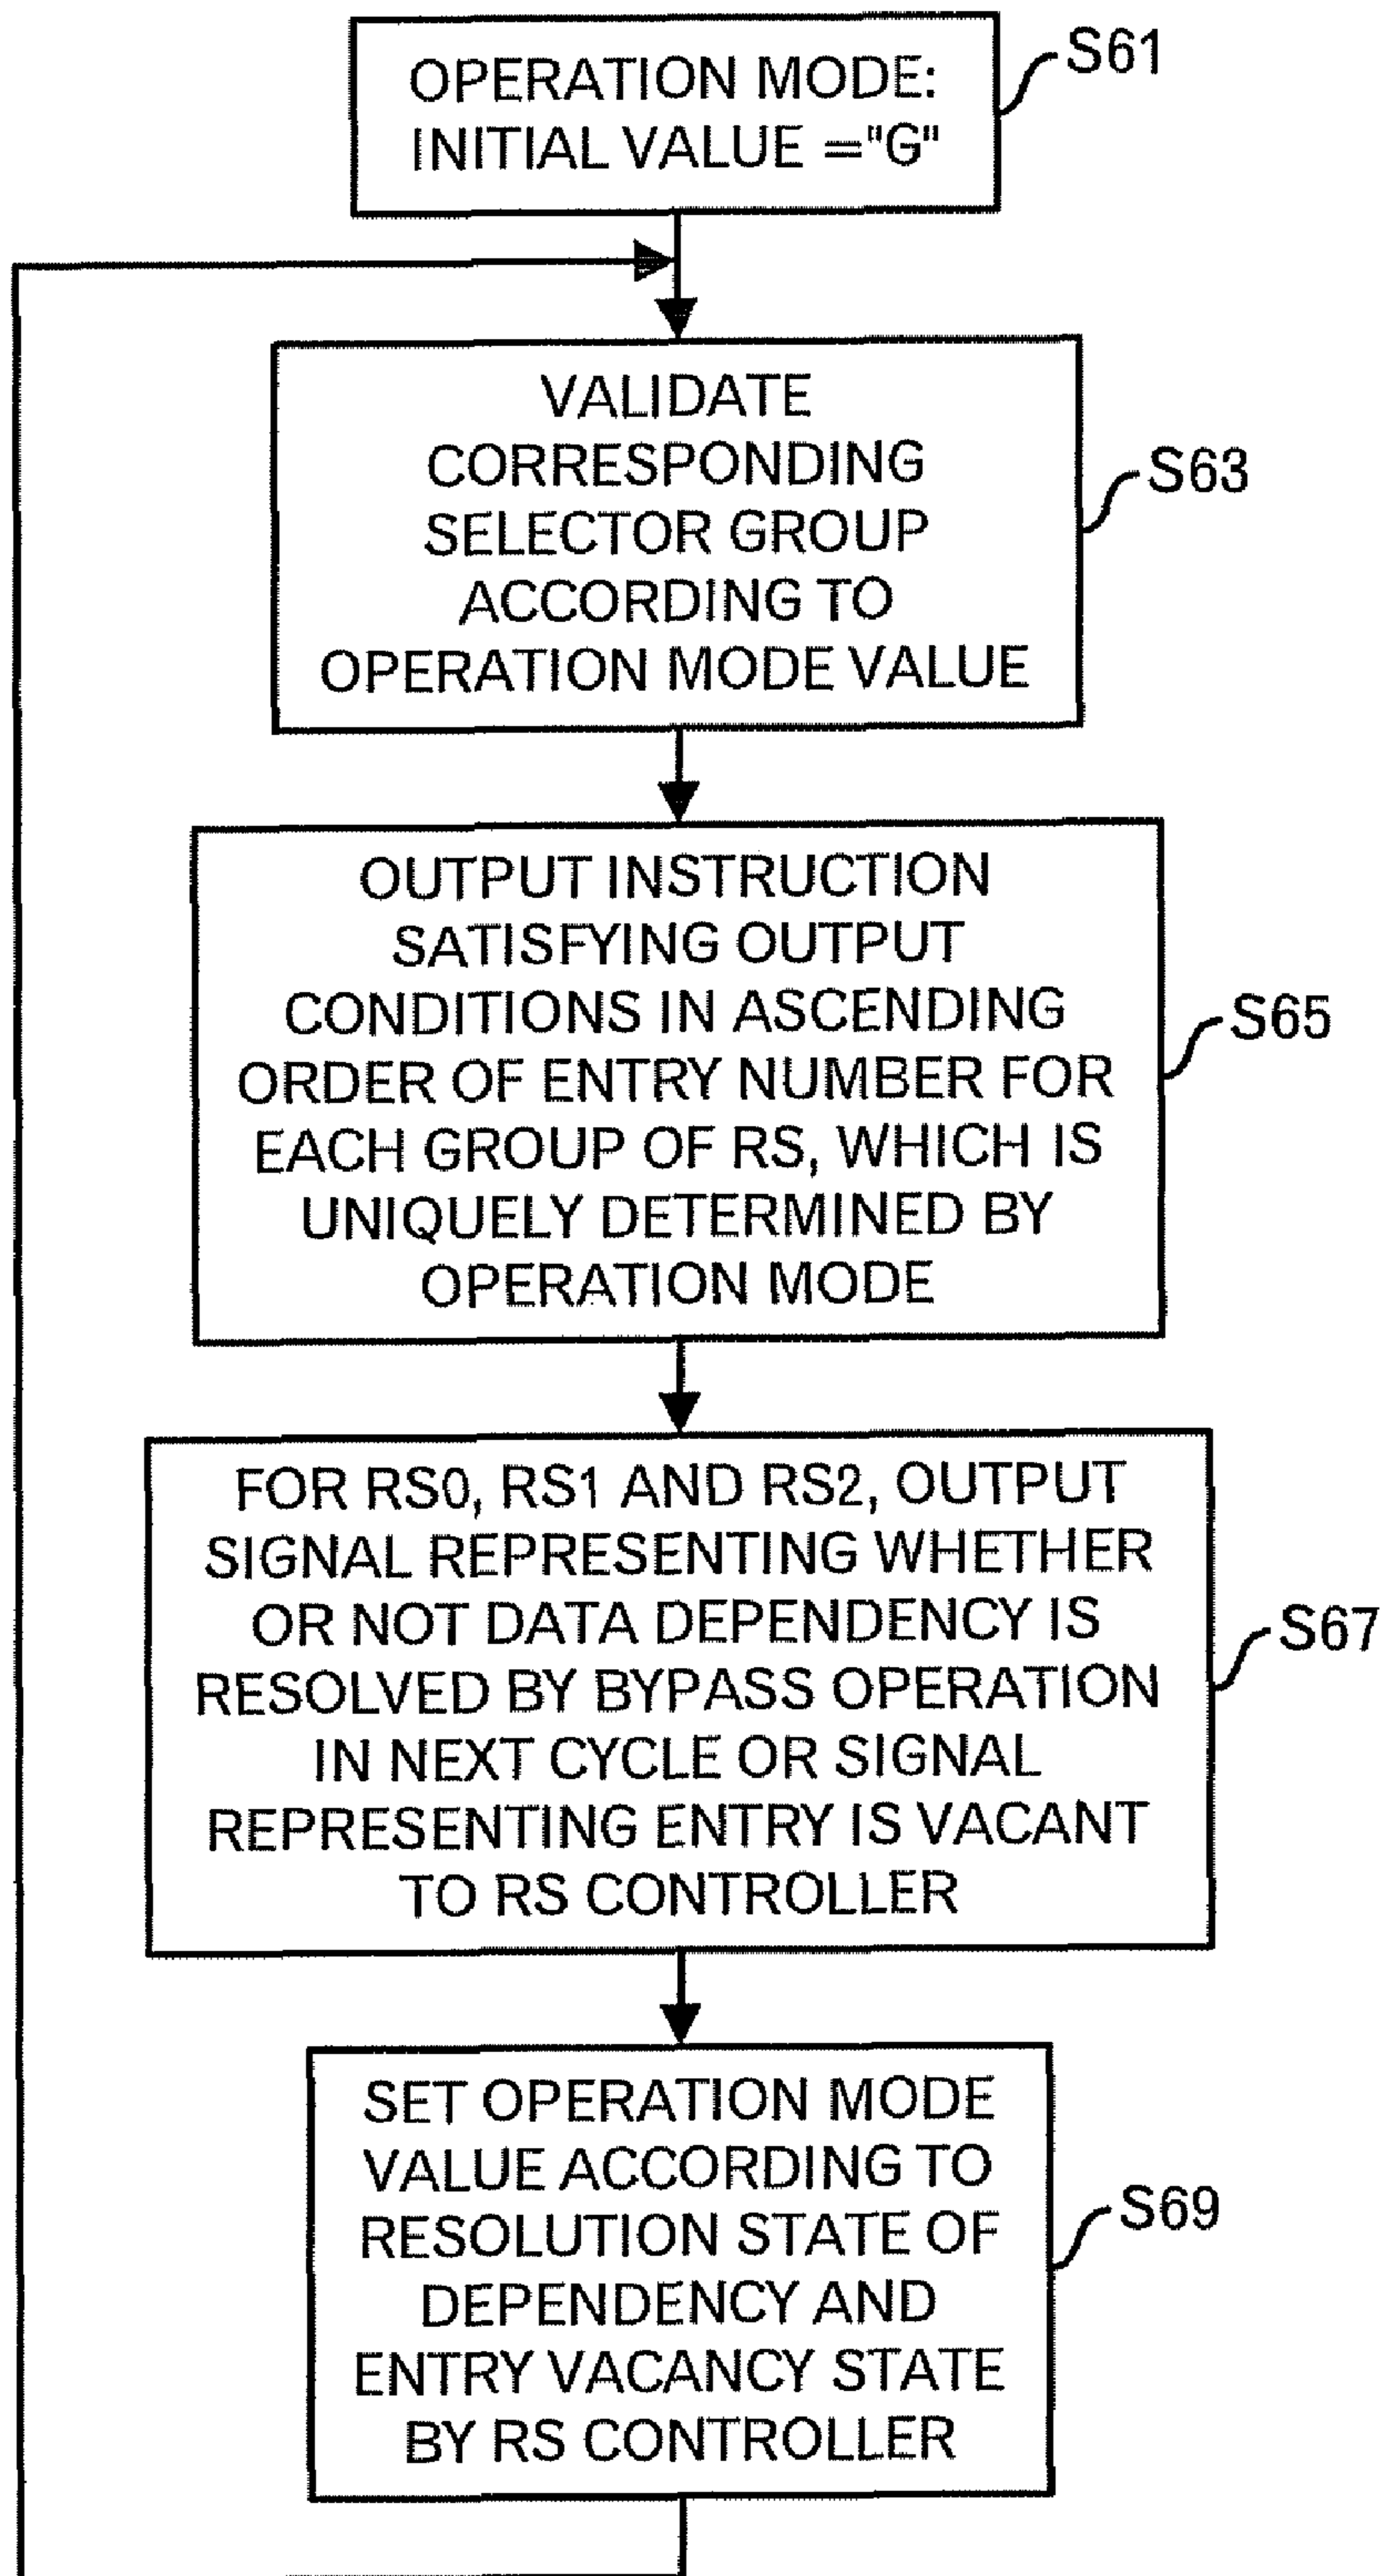 OPERATION MODE:
INITIAL VALUE ="G"
S61
VALIDATE
CORRESPONDING
SELECTOR GROUP
ACCORDING TO
OPERATION MODE VALUE
S63
OUTPUT INSTRUCTION
SATISFYING OUTPUT
CONDITIONS IN ASCENDING
ORDER OF ENTRY NUMBER FOR
EACH GROUP OF RS, WHICH IS
UNIQUELY DETERMINED BY
OPERATION MODE
S65
FOR RS0, RS1 AND RS2, OUTPUT
SIGNAL REPRESENTING WHETHER
OR NOT DATA DEPENDENCY IS
RESOLVED BY BYPASS OPERATION
IN NEXT CYCLE OR SIGNAL
REPRESENTING ENTRY IS VACANT
TO RS CONTROLLER
S67
SET OPERATION MODE
VALUE ACCORDING TO
RESOLUTION STATE OF
DEPENDENCY AND
ENTRY VACANCY STATE
BY RS CONTROLLER
S69